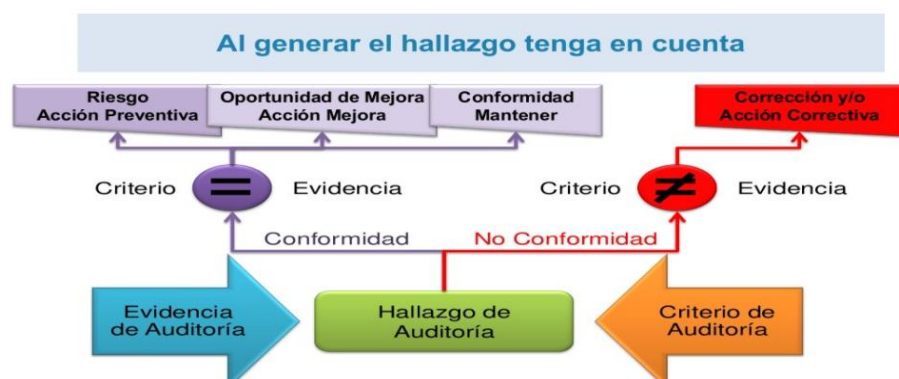 Al generar el hallazgo tenga en cuenta
Riesgo
Acción Preventiva
Oportunidad de Mejora
Acción Mejora
Conformidad
Mantener
Corrección y/o
Acción Correctiva
Criterio
=
Evidencia
Criterio
≠
Evidencia
Conformidad
No Conformidad
Evidencia
de Auditoría
Hallazgo de
Auditoría
Criterio de
Auditoría